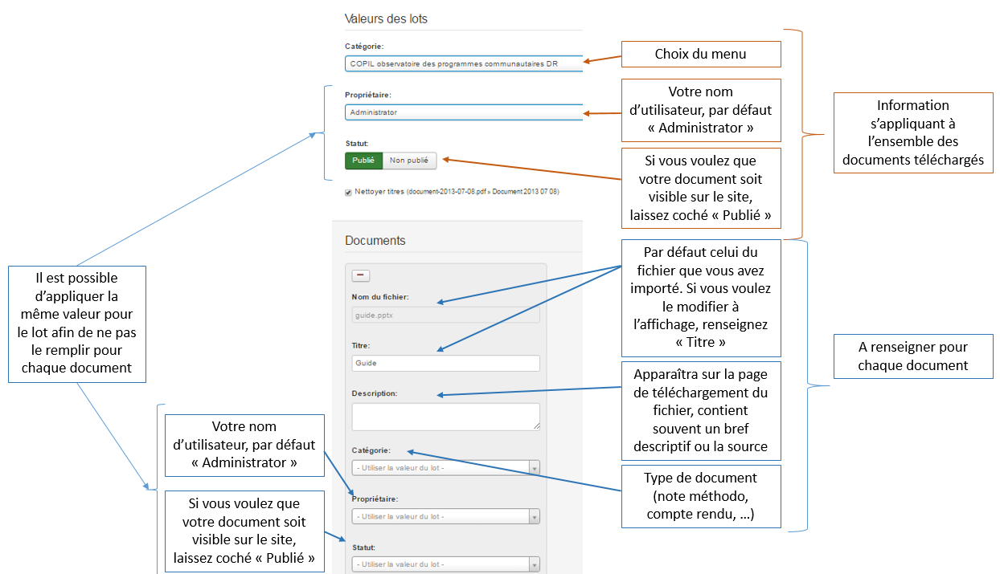 Valeurs des lots
Catégorie:
COPIL observatoire des programmes communautaires DR
Propriétaire:
Administrator
Statut:
Publié
Non publié
Nettoyer titres (document-2013-07-08.pdf » Document 2013 07 08)
Choix du menu
Votre nom
d’utilisateur, par défaut
« Administrator »
Si vous voulez que
votre document soit
visible sur le site,
laissez coché « Publié »
Information
s’appliquant à
l’ensemble des
documents téléchargés
Documents
Nom du fichier:
guide.pptx
Titre:
Guide
Description:
Catégorie:
- Utiliser la valeur du lot -
Propriétaire:
- Utiliser la valeur du lot -
Statut:
- Utiliser la valeur du lot -
Par défaut celui du
fichier que vous avez
importé. Si vous voulez
le modifier à
l’affichage, renseignez
« Titre »
Apparaîtra sur la page
de téléchargement du
fichier, contient
souvent un bref
descriptif ou la source
Type de document
(note méthodo,
compte rendu, …)
A renseigner pour
chaque document
Il est possible
d’appliquer la
même valeur pour
le lot afin de ne pas
le remplir pour
chaque document
Votre nom
d’utilisateur, par défaut
« Administrator »
Si vous voulez que
votre document soit
visible sur le site,
laissez coché « Publié »